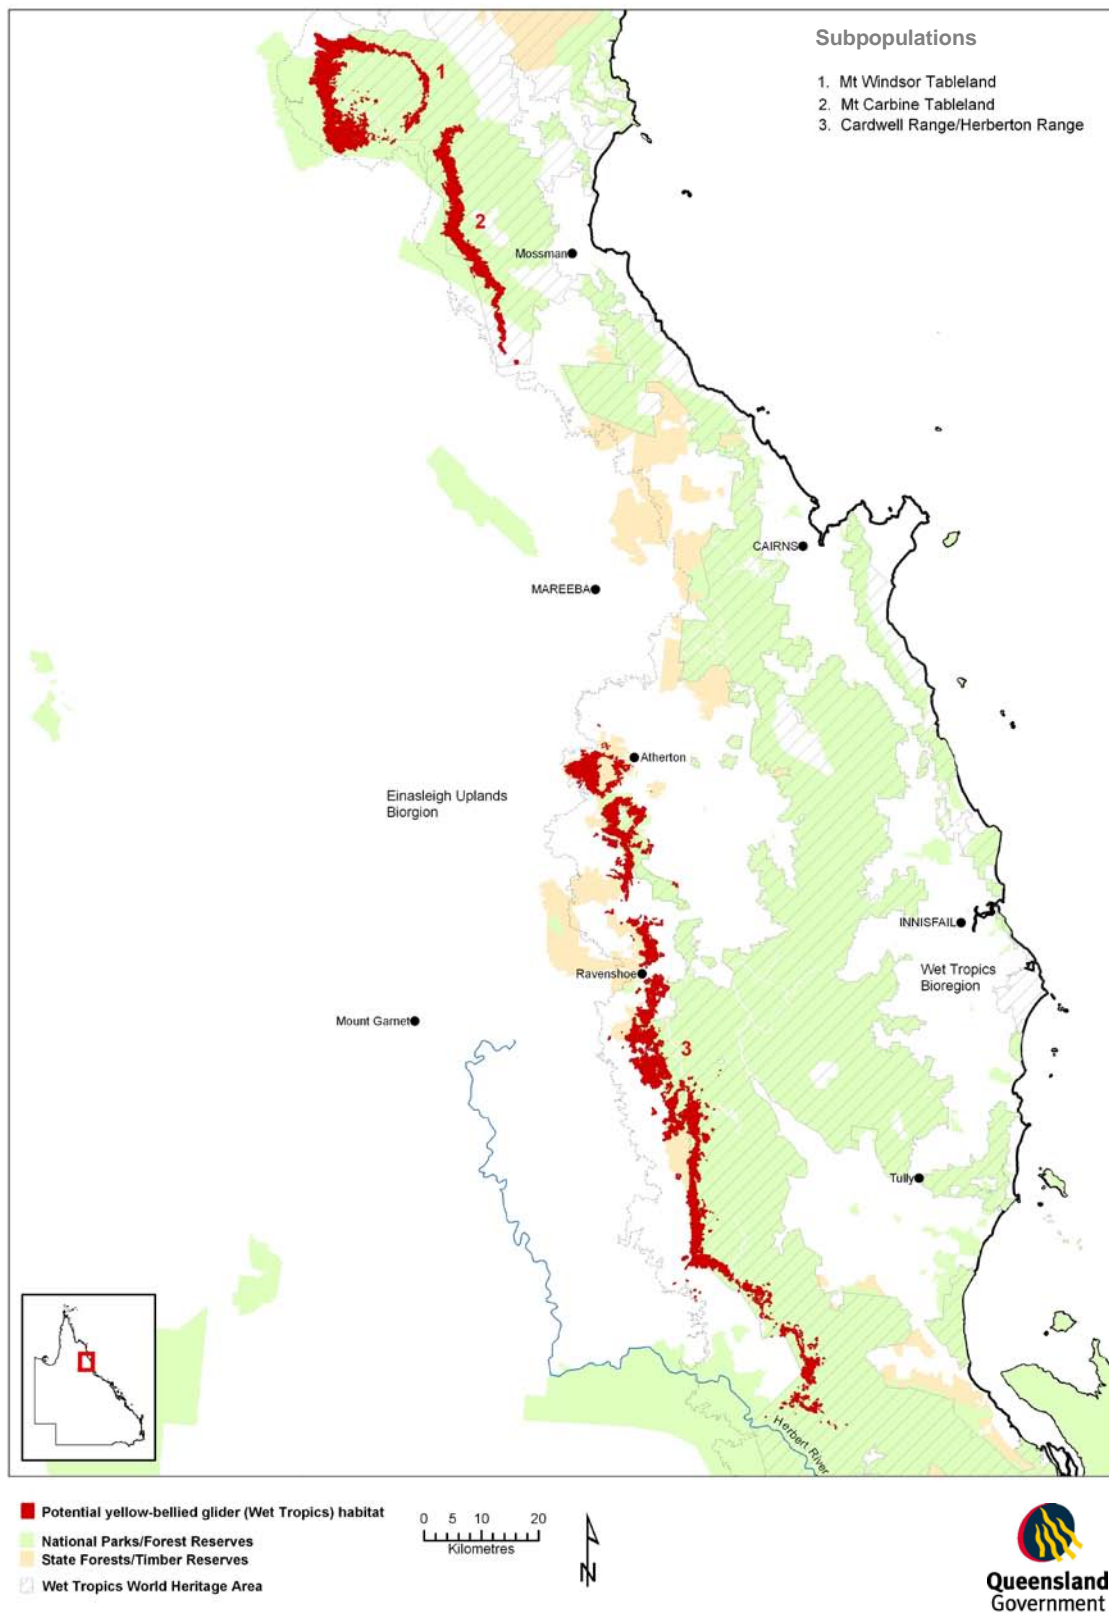 Subpopulations
1. Mt Windsor Tableland
2. Mt Carbine Tableland
3. Cardwell Range/Herberton Range
1
2
Mossman
CAIRNS
MAREEBA
Atherton
Einasleigh Uplands
Biorgion
INNISFAIL
Ravenshoe
Wet Tropics
Bioregion
Mount Garnet
3
Tully
Herbert River
Potential yellow-bellied glider (Wet Tropics) habitat
National Parks/Forest Reserves
State Forests/Timber Reserves
Wet Tropics World Heritage Area
0 5 10 20
Kilometres
N
Queensland
Government